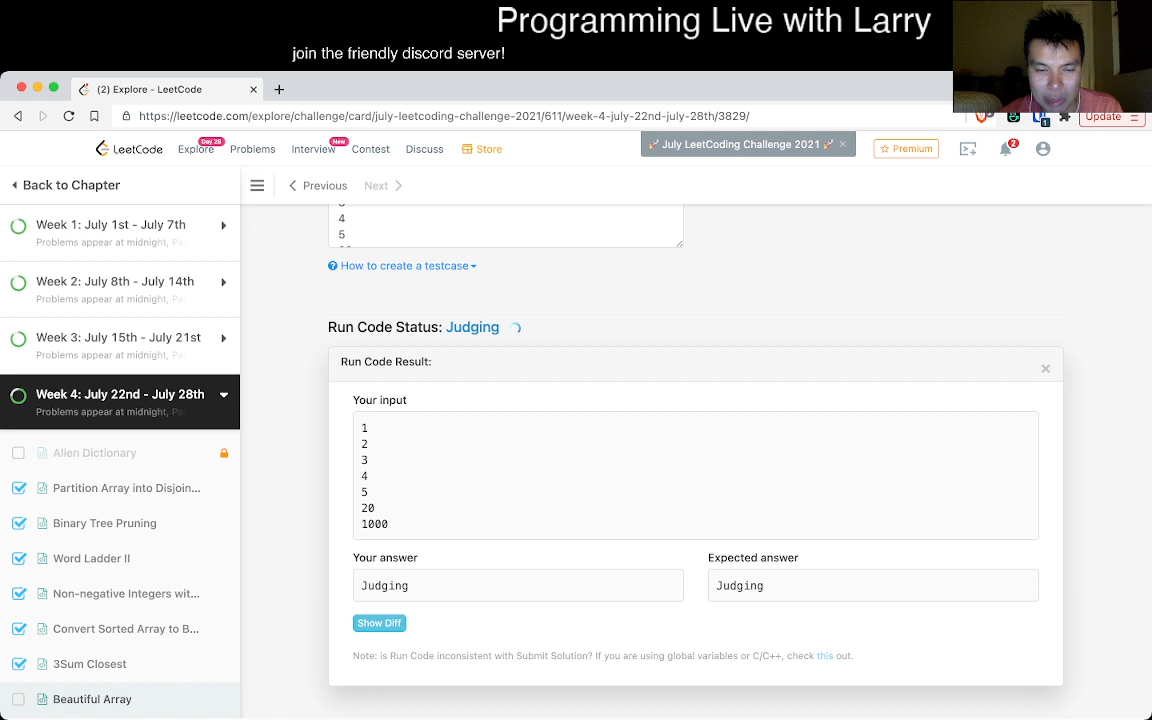 Programming Live with Larry
join the friendly discord server!
(2) Explore - LeetCode
https://leetcode.com/explore/challenge/card/july-leetcoding-challenge-2021/611/week-4-july-22nd-july-28th/3829/
1
Update
LeetCode
Explore
Day 28
Problems
Interview
New
Contest
Discuss
Store
July LeetCoding Challenge 2021
Premium
2
Back to Chapter
Previous
Next
Week 1: July 1st - July 7th
Problems appear at midnight, Pa
Week 2: July 8th - July 14th
Problems appear at midnight, Pa
Week 3: July 15th - July 21st
Problems appear at midnight, Pa
Week 4: July 22nd - July 28th
Problems appear at midnight, Pa
Alien Dictionary
Partition Array into Disjoin...
Binary Tree Pruning
Word Ladder II
Non-negative Integers wit...
Convert Sorted Array to B...
3Sum Closest
Beautiful Array
4
5
How to create a testcase
Run Code Status: Judging
Run Code Result:
Your input
1
2
3
4
5
20
1000
Your answer
Expected answer
Judging
Judging
Show Diff
Note: is Run Code inconsistent with Submit Solution? If you are using global variables or C/C++, check this out.